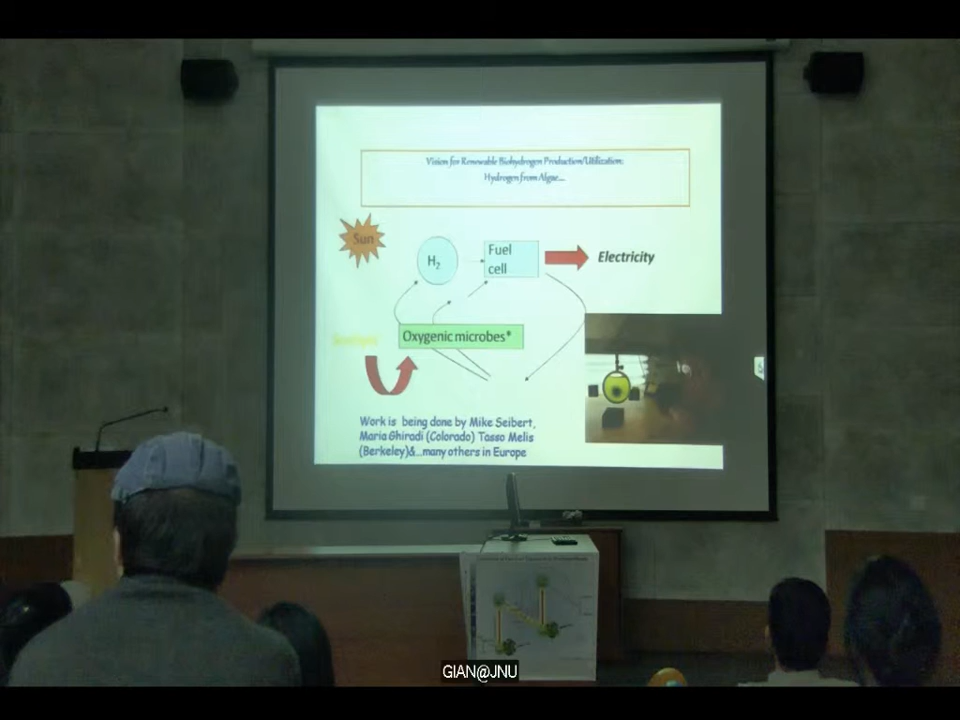 Vision for Renewable Biohydrogen Production/Utilization:
Hydrogen from Algae....
Sun
H2
Fuel
cell
Electricity
Oxygenic microbes*
Work is being done by Mike Seibert,
Maria Ghiradi (Colorado) Tasso Melis
(Berkeley)&...many others in Europe
GIAN@JNU